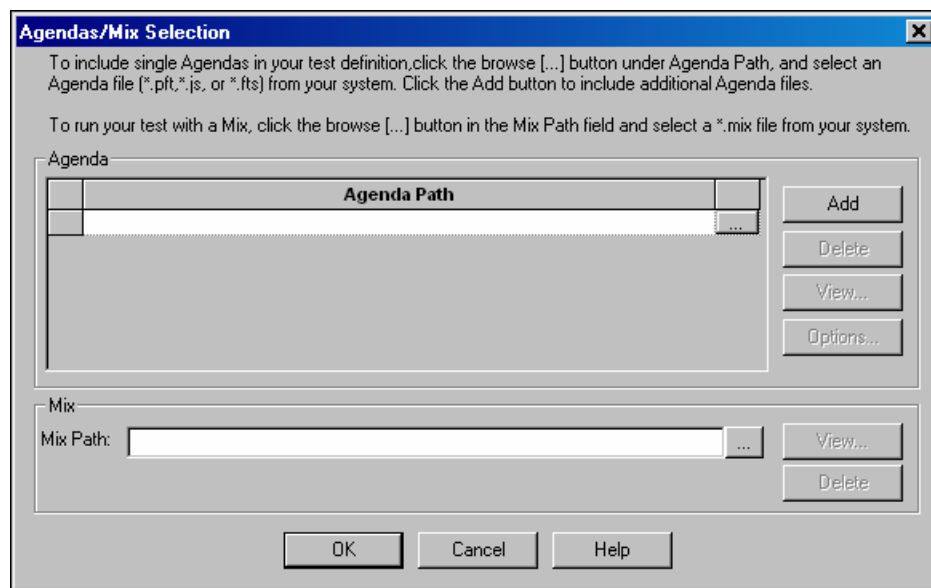 Agendas/Mix Selection
To include single Agendas in your test definition,click the browse [...] button under Agenda Path, and select an
Agenda file (*.pft,*.js, or *.fts) from your system. Click the Add button to include additional Agenda files.
To run your test with a Mix, click the browse [...] button in the Mix Path field and select a *.mix file from your system.
Agenda
Agenda Path
...
Add
Delete
View...
Options...
Mix
Mix Path:
...
View...
Delete
OK
Cancel
Help